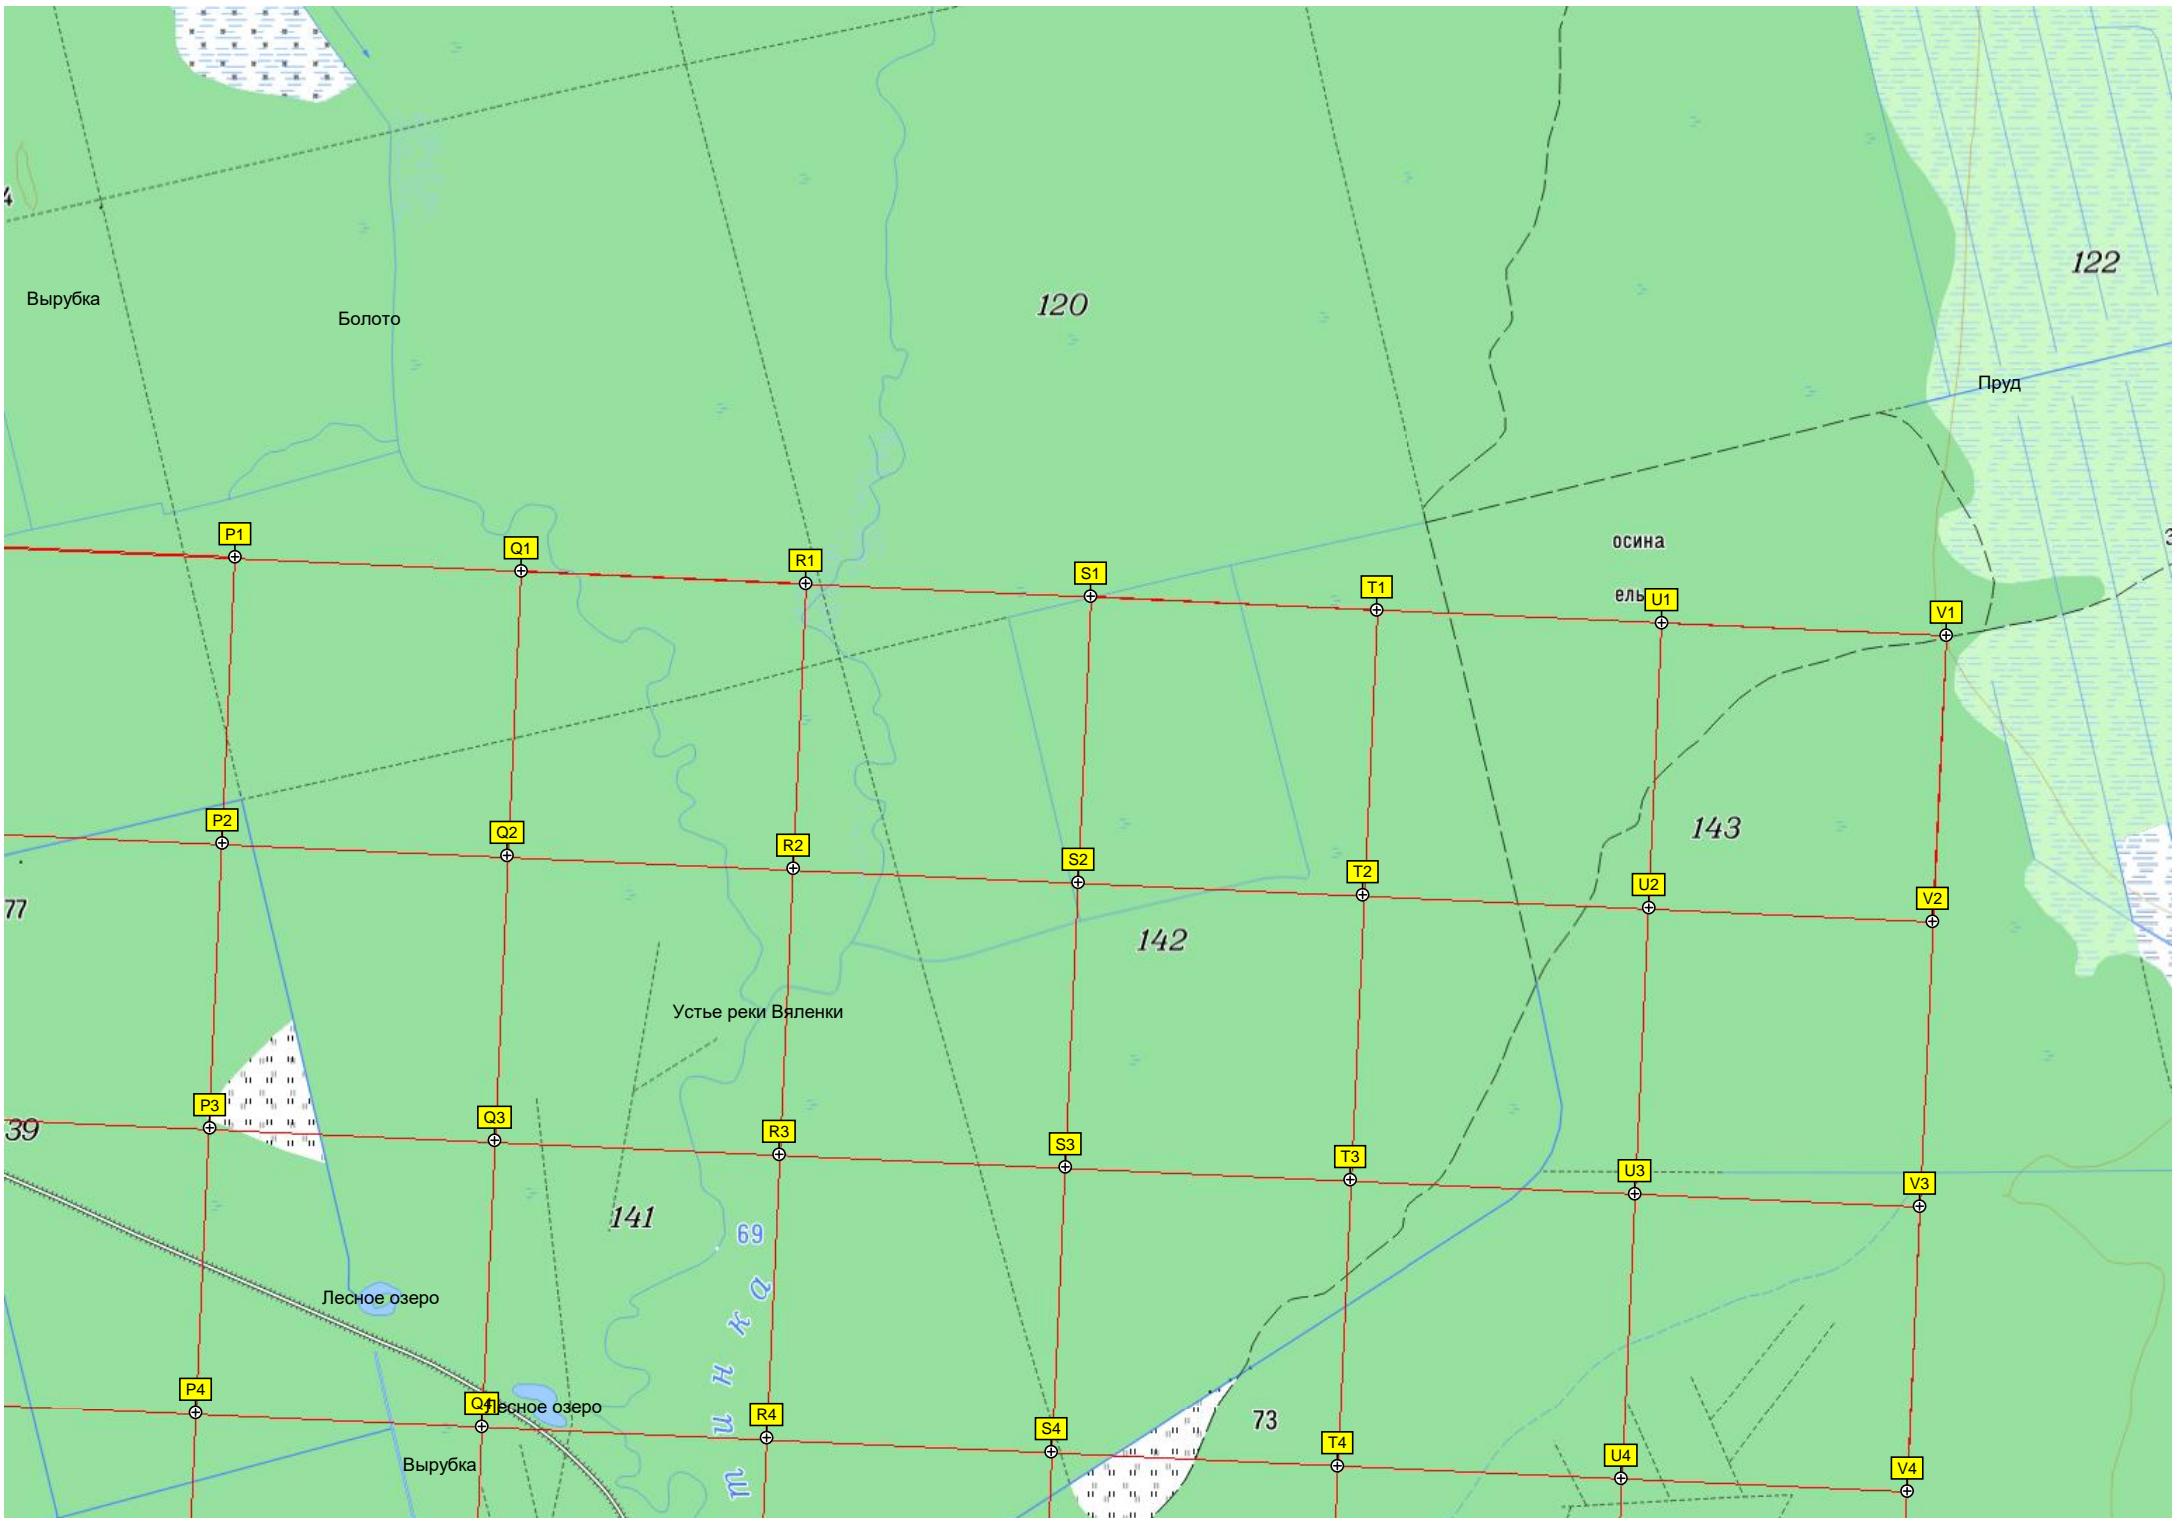 4
122
Вырубка
Болото
120
Пруд
P1
Q1
осина
R1
S1
T1
ель
U1
V1
P2
Q2
R2
S2
T2
143
U2
V2
77
142
Устье реки Вяленки
P3
Q3
39
R3
S3
T3
U3
V3
141
69
Лесное озеро
тинка
P4
Q4
Лесное озеро
R4
73
S4
T4
U4
Вырубка
V4